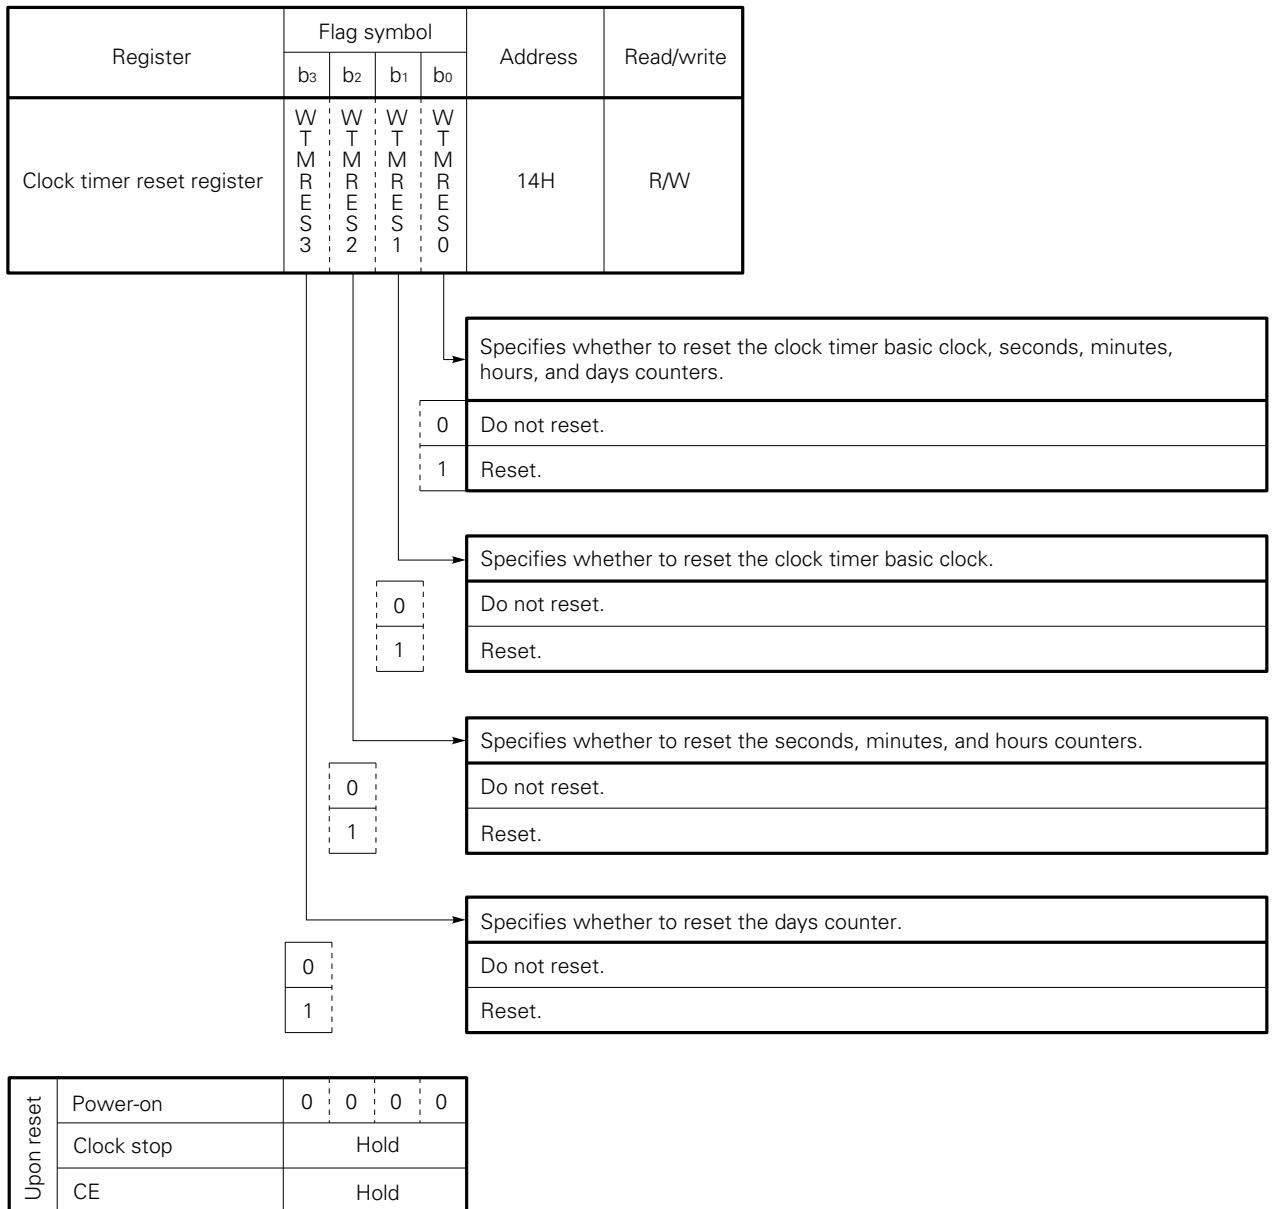 Register
Flag symbol
Address
Read/write
b3 b2 b1 b0
Clock timer reset register
WTMRES3
WTMRES2
WTMRES1
WTMRES0
14H
R/W
Specifies whether to reset the clock timer basic clock, seconds, minutes,
hours, and days counters.
0 Do not reset.
1 Reset.
Specifies whether to reset the clock timer basic clock.
0 Do not reset.
1 Reset.
Specifies whether to reset the seconds, minutes, and hours counters.
0 Do not reset.
1 Reset.
Specifies whether to reset the days counter.
0 Do not reset.
1 Reset.
Upon reset
Power-on 0 0 0 0
Clock stop Hold
CE Hold